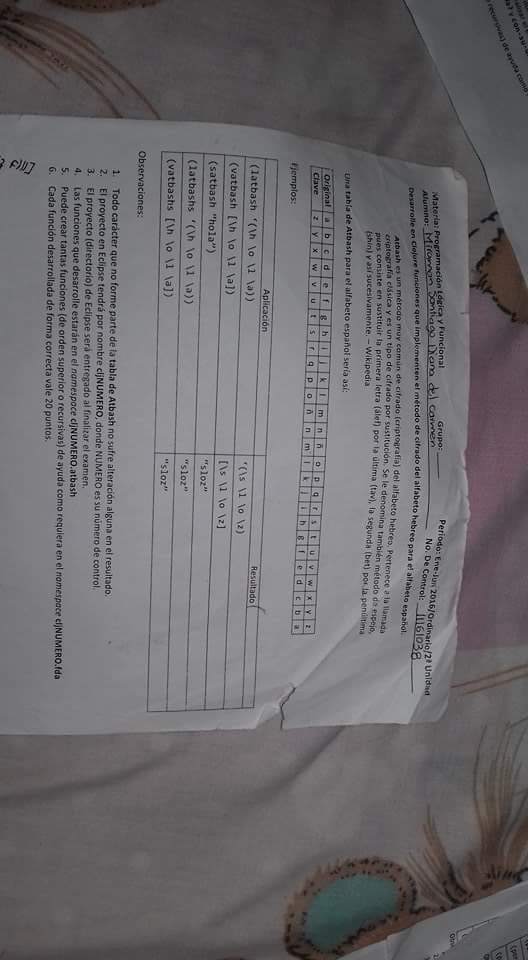 Materia: Programación Lógica y Funcional Grupo: Periodo: Ene-Jun 2016/Ordinario/2ª Unidad
Alumno: Santiago del Carmen No. De Control: 11161038
Desarrolle en Clojure funciones que implementen el método de cifrado del alfabeto hebreo para el alfabeto español.
Atbash es un método muy común de cifrado (criptografía) del alfabeto hebreo. Pertenece a la llamada
criptografía clásica y es un tipo de cifrado por sustitución. Se le denomina también método de espejo,
pues consiste en sustituir la primera letra (álef) por la última (tav), la segunda (bet) por la penúltima
(shin) y así sucesivamente. – Wikipedia
Una tabla de Atbash para el alfabeto español sería así:
Original a b c d e f g h i j k l m n ñ o p q r s t u v w x y z
Clave z y x w v u t s r q p o ñ n m l k j i h g f e d c b a
Ejemplos:
Aplicación Resultado
(latbash '(\h \o \l \a)) '(\s \l \o \z)
(vatbash [\h \o \l \a]) [\s \l \o \z]
(satbash "hola") "sloz"
(latbashs '(\h \o \l \a)) "sloz"
(vatbashs [\h \o \l \a]) "sloz"
Observaciones:
1. Todo carácter que no forme parte de la tabla de Atbash no sufre alteración alguna en el resultado.
2. El proyecto en Eclipse tendrá por nombre cljNUMERO, donde NUMERO es su número de control.
3. El proyecto (directorio) de Eclipse será entregado al finalizar el examen.
4. Las funciones que desarrolle estarán en el namespace cljNUMERO.atbash
5. Puede crear tantas funciones (de orden superior o recursivas) de ayuda como requiera en el namespace cljNUMERO.fda
6. Cada función desarrollada de forma correcta vale 20 puntos.
recursivas) de ayuda como